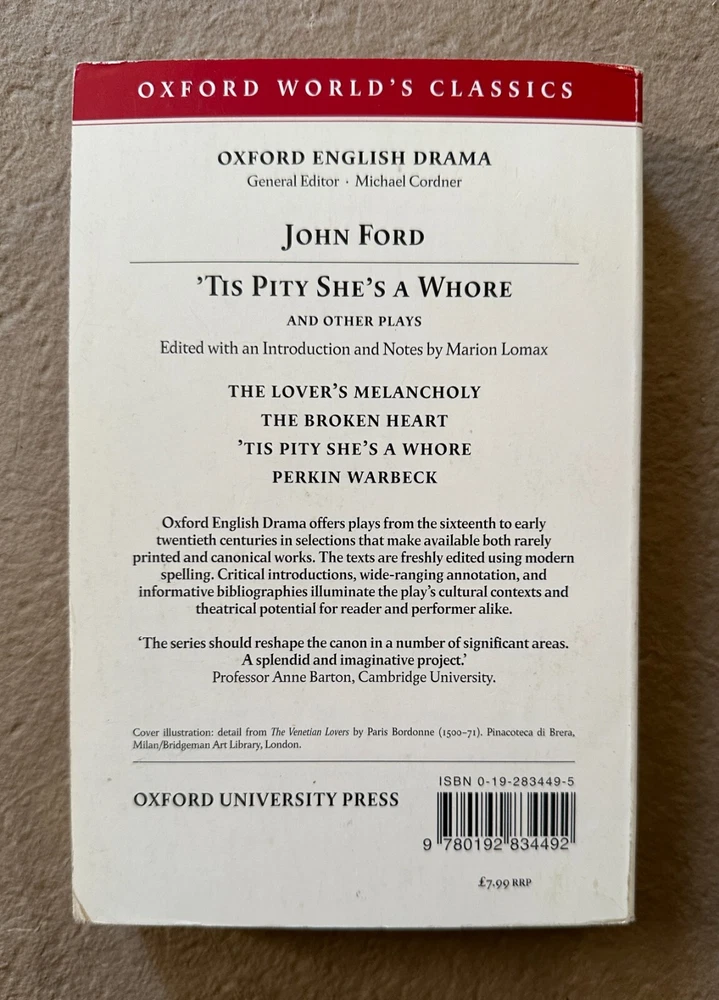 OXFORD WORLD'S CLASSICS
OXFORD ENGLISH DRAMA
General Editor · Michael Cordner
JOHN FORD
'TIS PITY SHE'S A WHORE
AND OTHER PLAYS
Edited with an Introduction and Notes by Marion Lomax
THE LOVER'S MELANCHOLY
THE BROKEN HEART
'TIS PITY SHE'S A WHORE
PERKIN WARBECK
Oxford English Drama offers plays from the sixteenth to early
twentieth centuries in selections that make available both rarely
printed and canonical works. The texts are freshly edited using modern
spelling. Critical introductions, wide-ranging annotation, and
informative bibliographies illuminate the play's cultural contexts and
theatrical potential for reader and performer alike.
'The series should reshape the canon in a number of significant areas.
A splendid and imaginative project.'
Professor Anne Barton, Cambridge University.
Cover illustration: detail from The Venetian Lovers by Paris Bordonne (1500–71). Pinacoteca di Brera,
Milan/Bridgeman Art Library, London.
OXFORD UNIVERSITY PRESS
ISBN 0-19-283449-5
9 780192 834492
£7.99 RRP